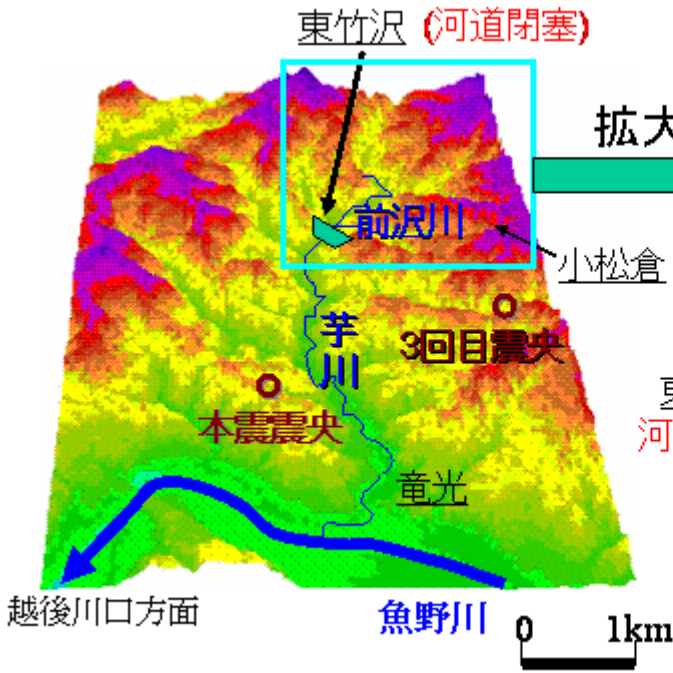 東竹沢 (河道閉塞)
拡大
前沢川
小松倉
芋川
3回目震央
本震震央
竜光
越後川口方面
魚野川
0 1km